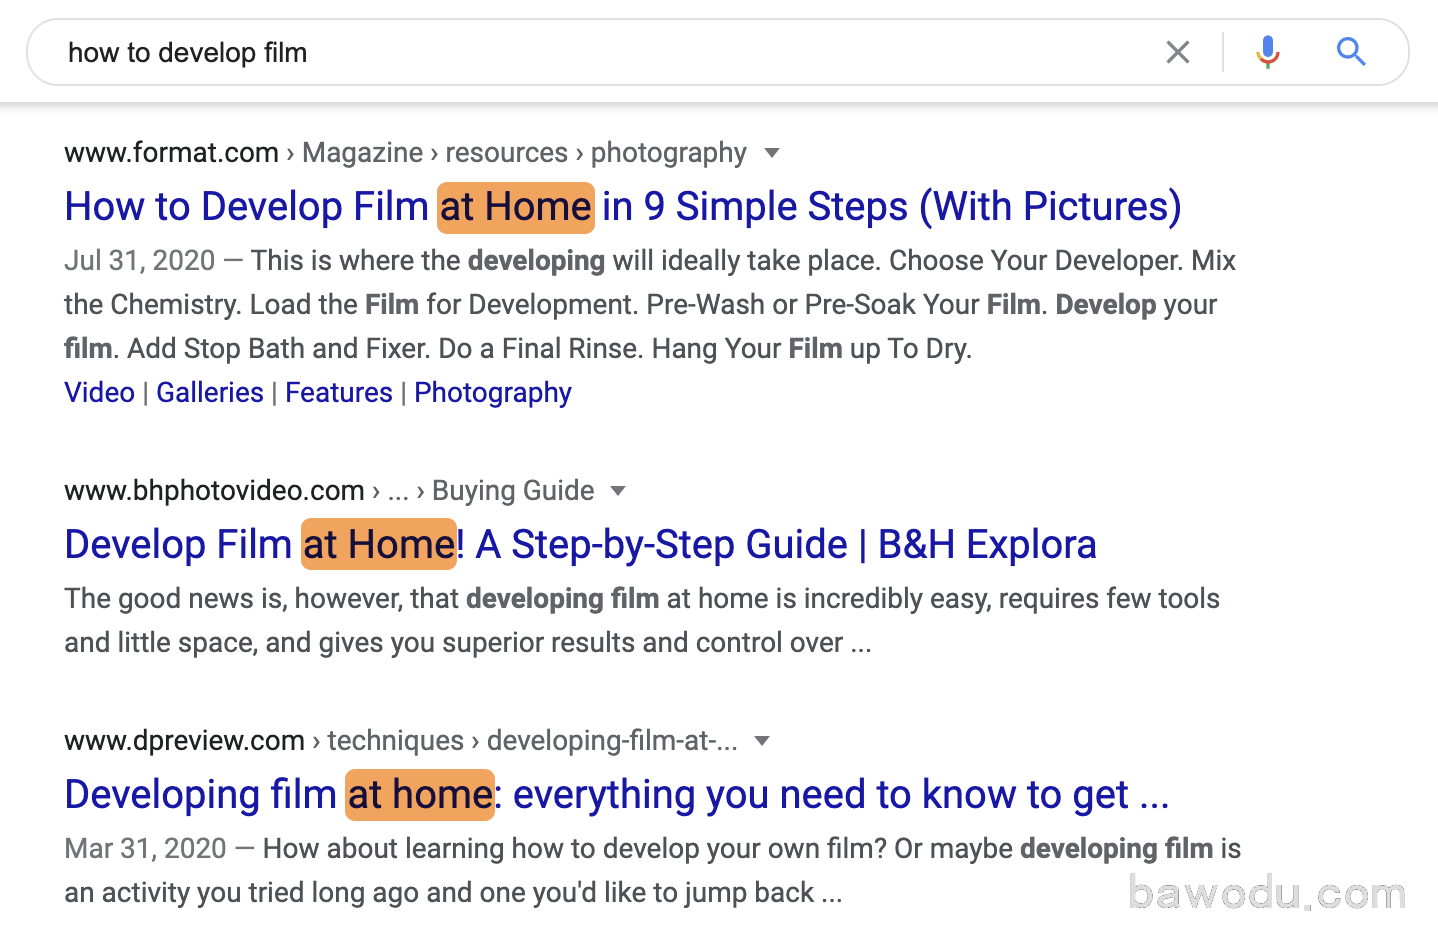 how to develop film
www.format.com › Magazine › resources › photography
How to Develop Film at Home in 9 Simple Steps (With Pictures)
Jul 31, 2020 — This is where the developing will ideally take place. Choose Your Developer. Mix
the Chemistry. Load the Film for Development. Pre-Wash or Pre-Soak Your Film. Develop your
film. Add Stop Bath and Fixer. Do a Final Rinse. Hang Your Film up To Dry.
Video | Galleries | Features | Photography
www.bhphotovideo.com › ... › Buying Guide
Develop Film at Home! A Step-by-Step Guide | B&H Explora
The good news is, however, that developing film at home is incredibly easy, requires few tools
and little space, and gives you superior results and control over ...
www.dpreview.com › techniques › developing-film-at-...
Developing film at home: everything you need to know to get ...
Mar 31, 2020 — How about learning how to develop your own film? Or maybe developing film is
an activity you tried long ago and one you'd like to jump back ...
bawodu.com